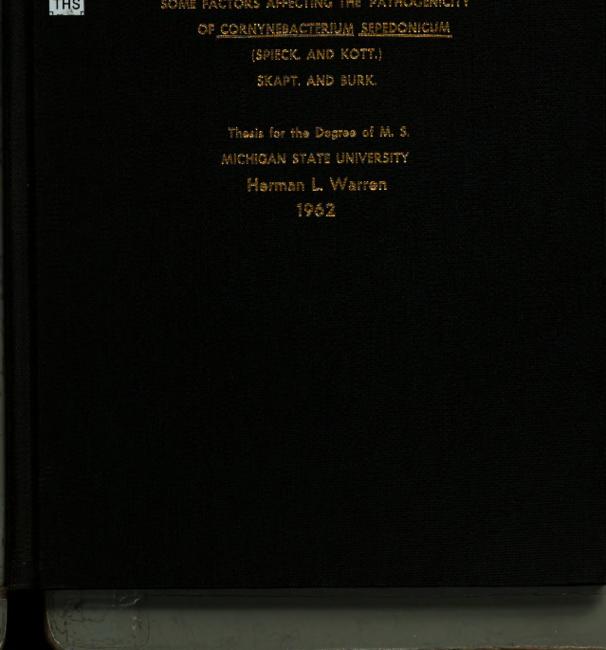 THS
SOME FACTORS AFFECTING THE PATHOGENICITY
OF CORNYNEBACTERIUM SEPEDONICUM
(SPIECK. AND KOTT.)
SKAPT. AND BURK.
Thesis for the Degree of M. S.
MICHIGAN STATE UNIVERSITY
Herman L. Warren
1962